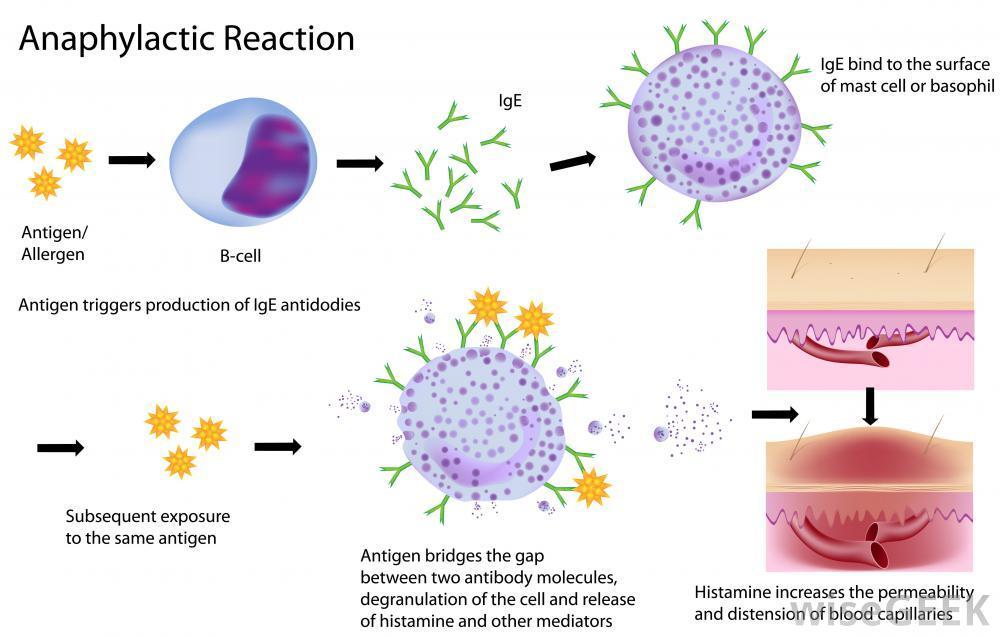 Anaphylactic Reaction
IgE
IgE bind to the surface
of mast cell or basophil
Antigen/
Allergen
B-cell
Antigen triggers production of IgE antidodies
Subsequent exposure
to the same antigen
Antigen bridges the gap
between two antibody molecules,
degranulation of the cell and release
of histamine and other mediators
Histamine increases the permeability
and distension of blood capillaries
wiseGEEK